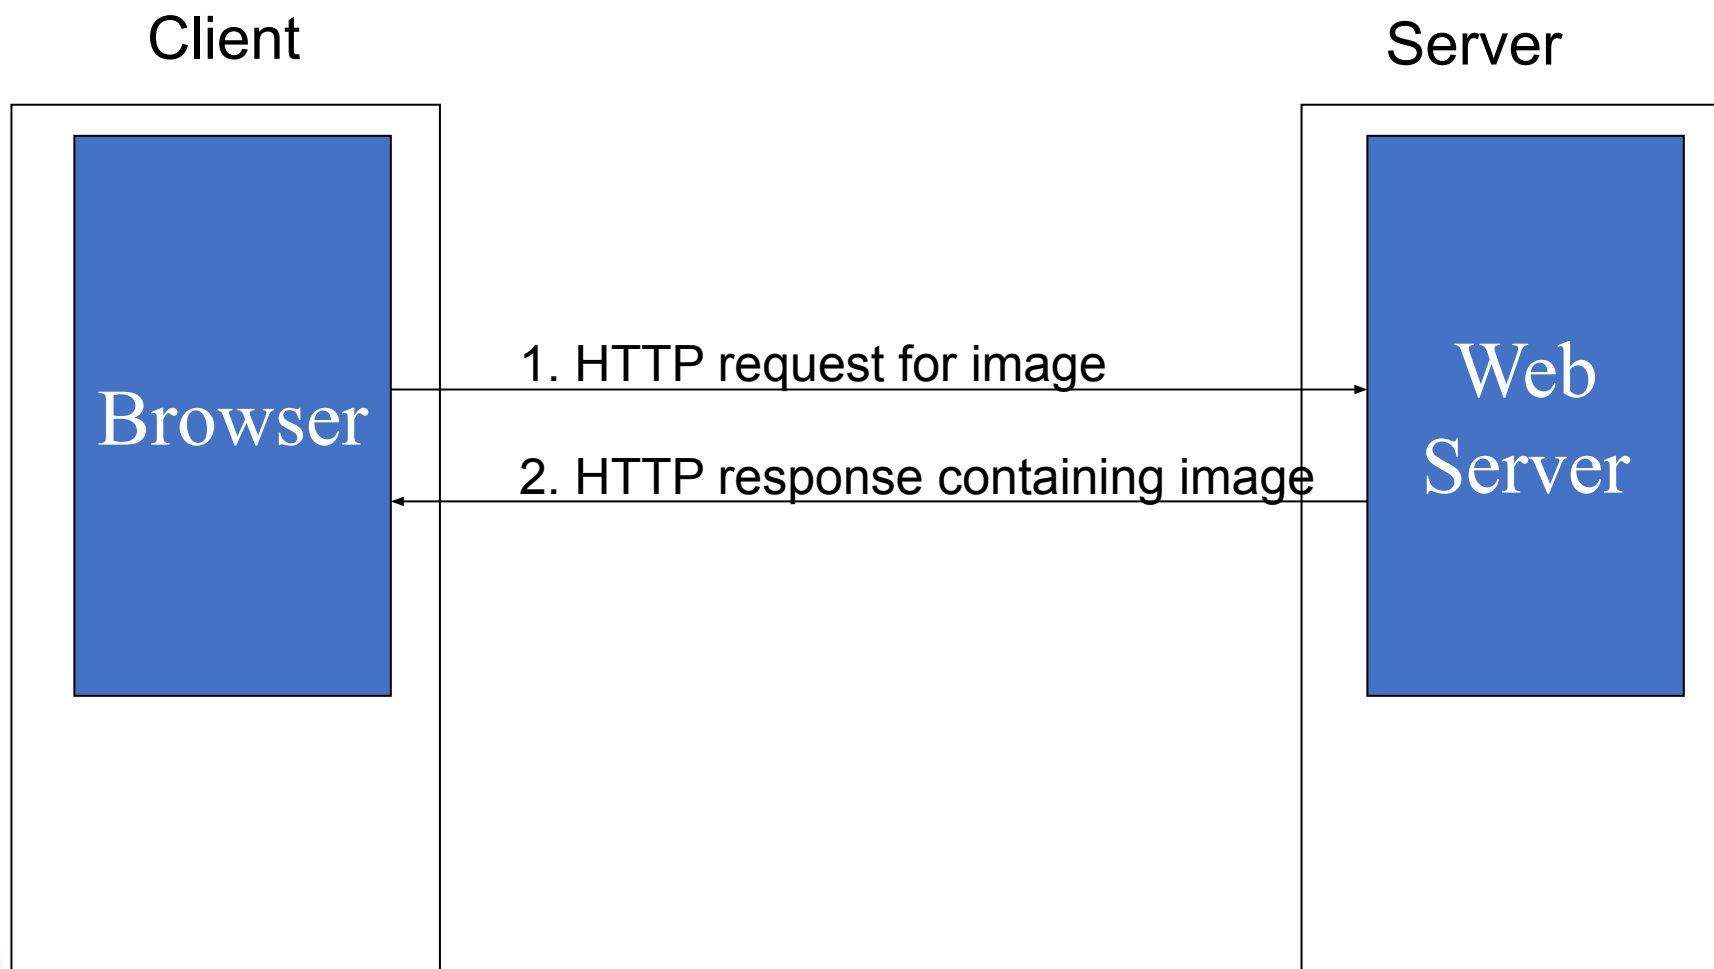 Client
Server
1. HTTP request for image
Browser
Web
Server
2. HTTP response containing image